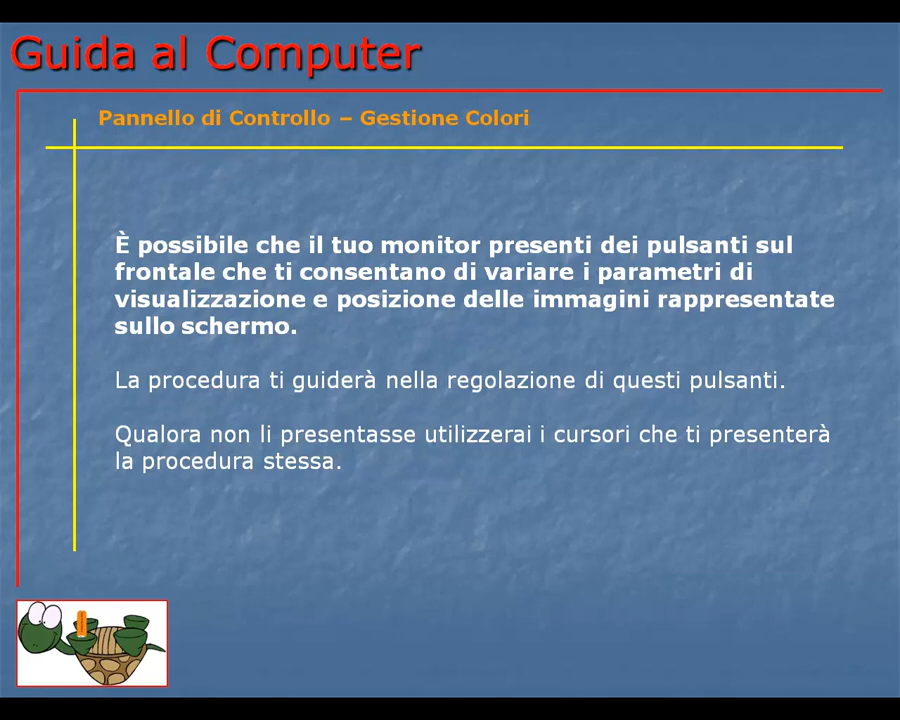 Guida al Computer
Pannello di Controllo – Gestione Colori
È possibile che il tuo monitor presenti dei pulsanti sul
frontale che ti consentano di variare i parametri di
visualizzazione e posizione delle immagini rappresentate
sullo schermo.
La procedura ti guiderà nella regolazione di questi pulsanti.
Qualora non li presentasse utilizzerai i cursori che ti presenterà
la procedura stessa.